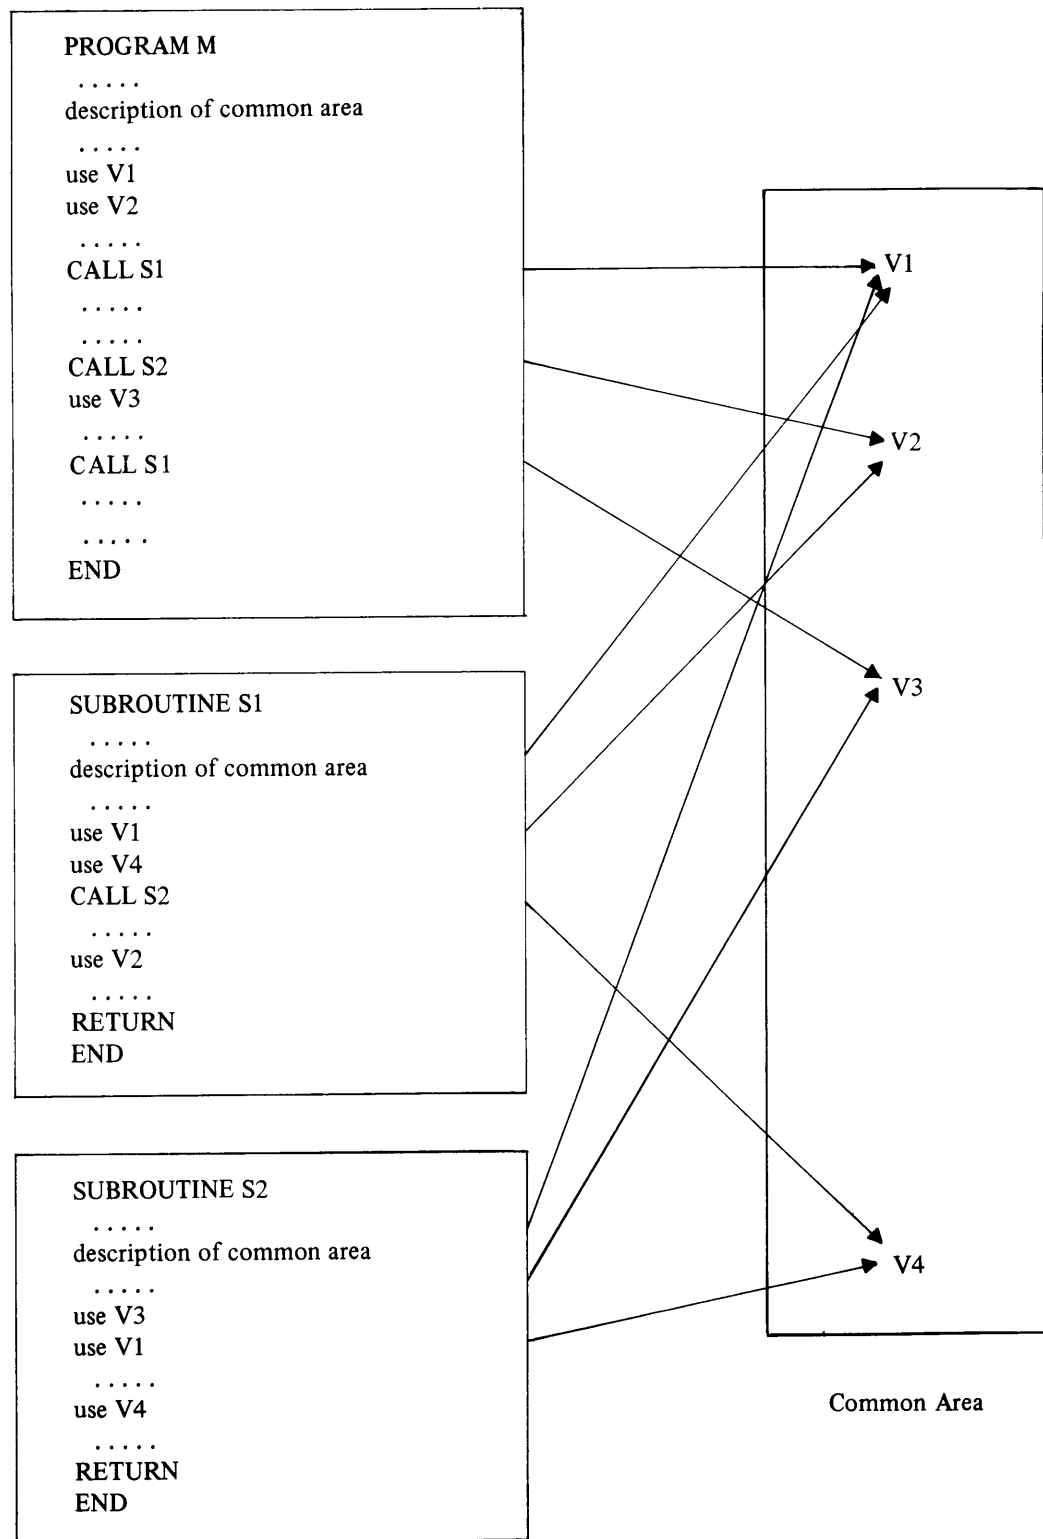 PROGRAM M
.....
description of common area
.....
use V1
use V2
.....
CALL S1
.....
.....
CALL S2
use V3
.....
CALL S1
.....
.....
END
SUBROUTINE S1
.....
description of common area
.....
use V1
use V4
CALL S2
.....
use V2
.....
RETURN
END
SUBROUTINE S2
.....
description of common area
.....
use V3
use V1
.....
use V4
.....
RETURN
END
V1
V2
V3
V4
Common Area